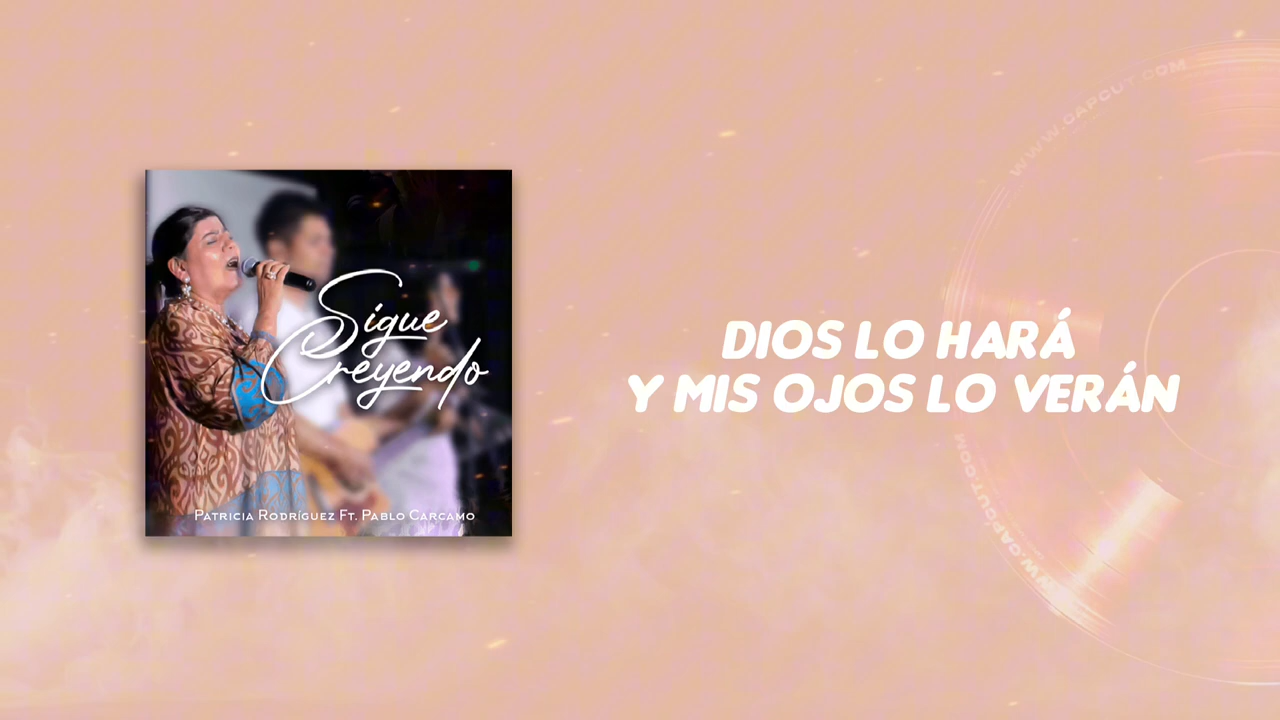 Sigue
Creyendo
Patricia Rodríguez Ft. Pablo Carcamo
DIOS LO HARÁ
Y MIS OJOS LO VERÁN
WWW.CAPCUT.COM
WWW.CAPCUT.COM